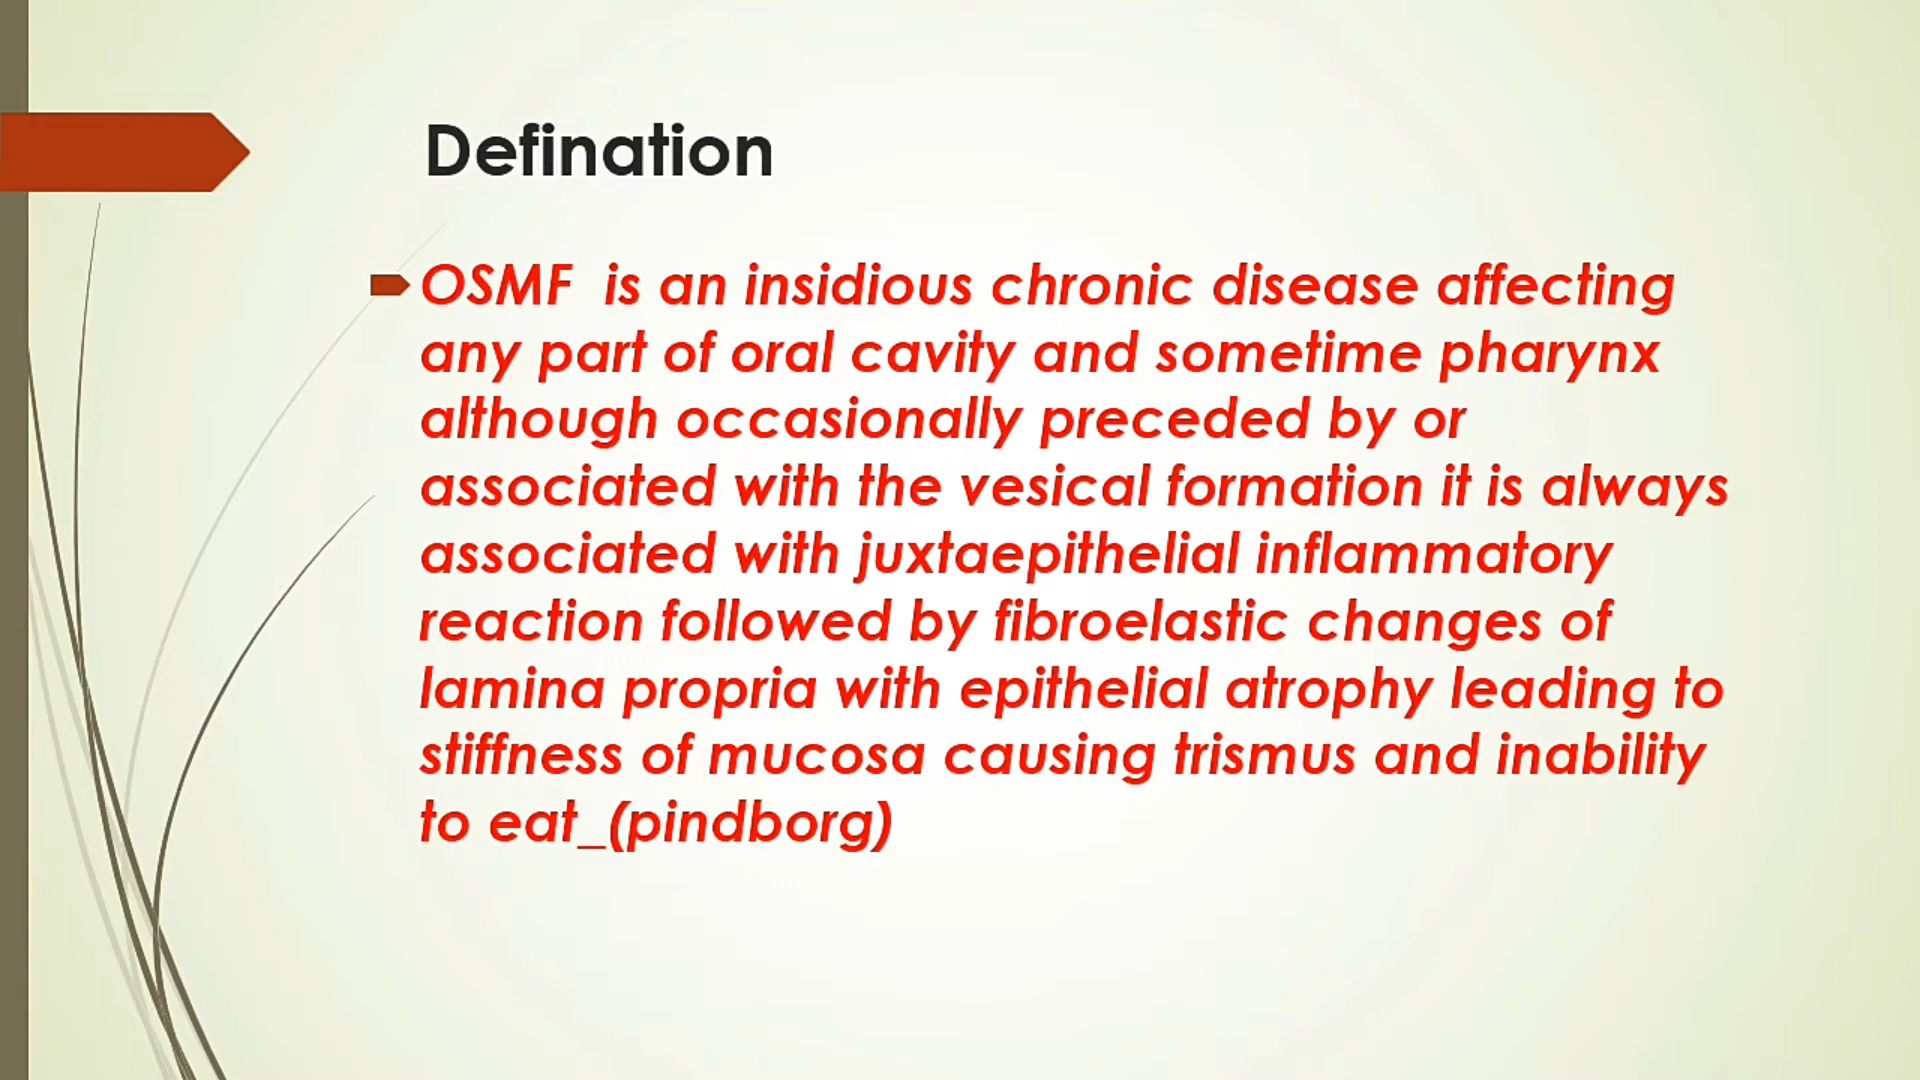 Defination
OSMF is an insidious chronic disease affecting
any part of oral cavity and sometime pharynx
although occasionally preceded by or
associated with the vesical formation it is always
associated with juxtaepithelial inflammatory
reaction followed by fibroelastic changes of
lamina propria with epithelial atrophy leading to
stiffness of mucosa causing trismus and inability
to eat_(pindborg)